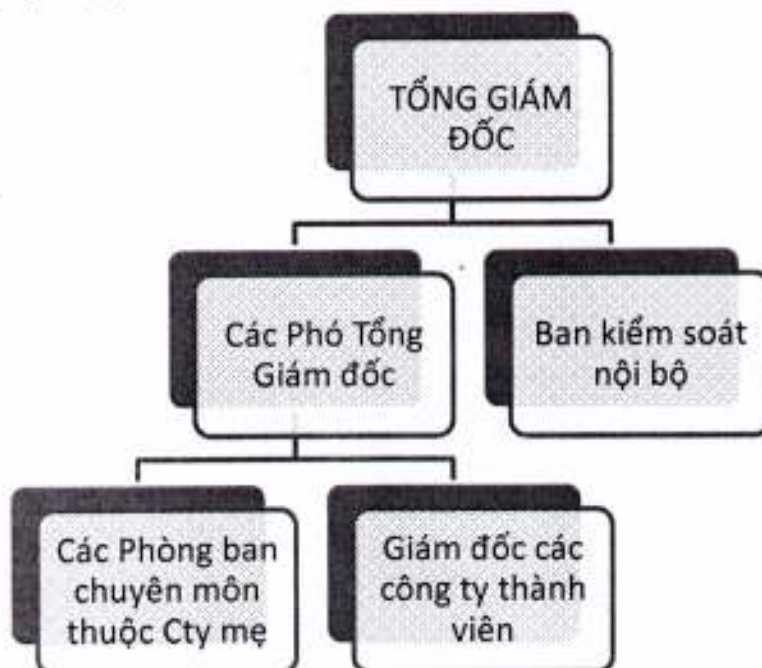 TỔNG GIÁM
ĐỐC
Các Phó Tổng
Giám đốc
Ban kiểm soát
nội bộ
Các Phòng ban
chuyên môn
thuộc Cty mẹ
Giám đốc các
công ty thành
viên